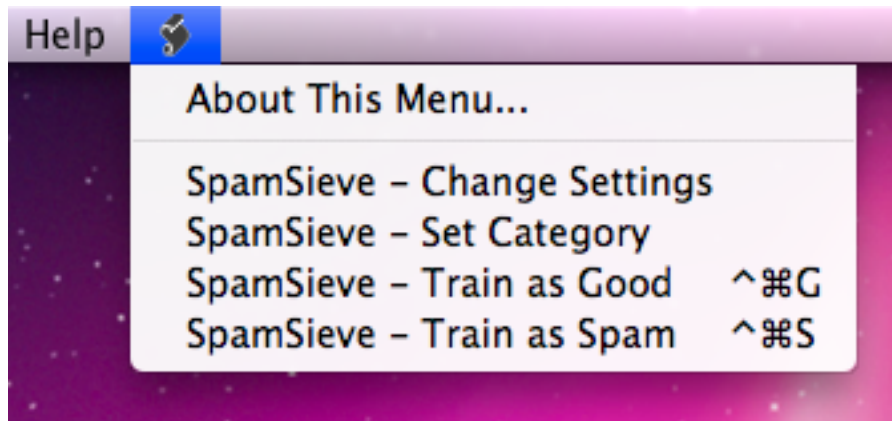 Help
About This Menu...
SpamSieve – Change Settings
SpamSieve – Set Category
SpamSieve – Train as Good ^⌘G
SpamSieve – Train as Spam ^⌘S